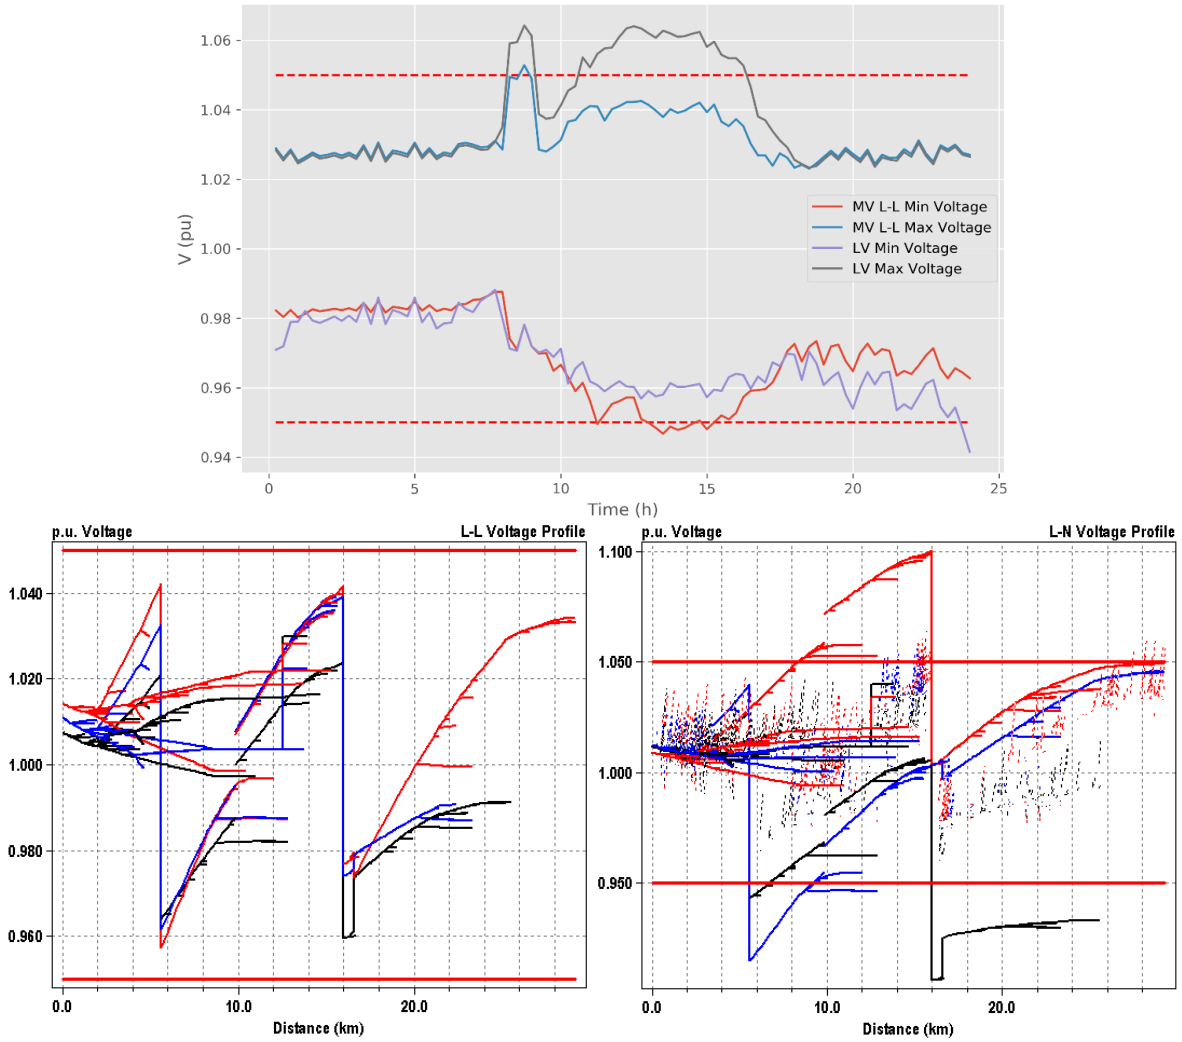 1.06
1.04
1.02
1.00
0.98
0.96
0.94
V (pu)
MV L-L Min Voltage
MV L-L Max Voltage
LV Min Voltage
LV Max Voltage
0 5 10 15 20 25
Time (h)
p.u. Voltage L-L Voltage Profile
1.040
1.020
1.000
0.980
0.960
0.0 10.0 20.0
Distance (km)
p.u. Voltage L-N Voltage Profile
1.100
1.050
1.000
0.950
0.0 10.0 20.0
Distance (km)